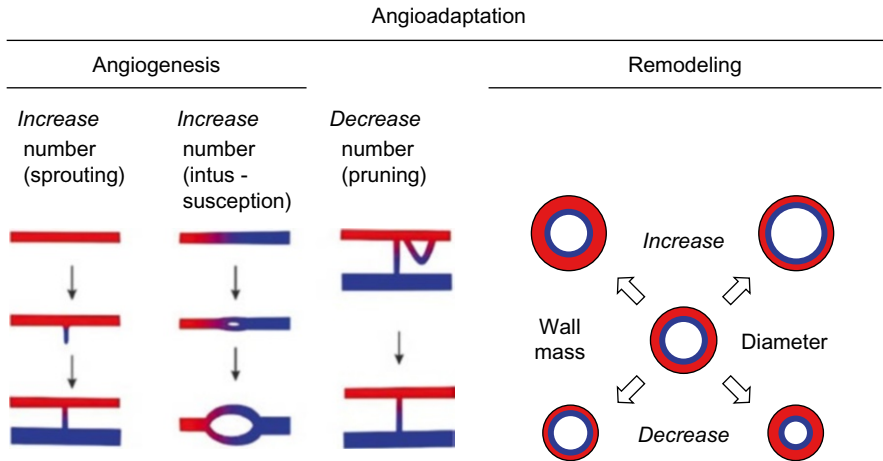 Angioadaptation
Angiogenesis
Remodeling
Increase
number
(sprouting)
Increase
number
(intus -
susception)
Decrease
number
(pruning)
Increase
Wall
mass
Diameter
Decrease